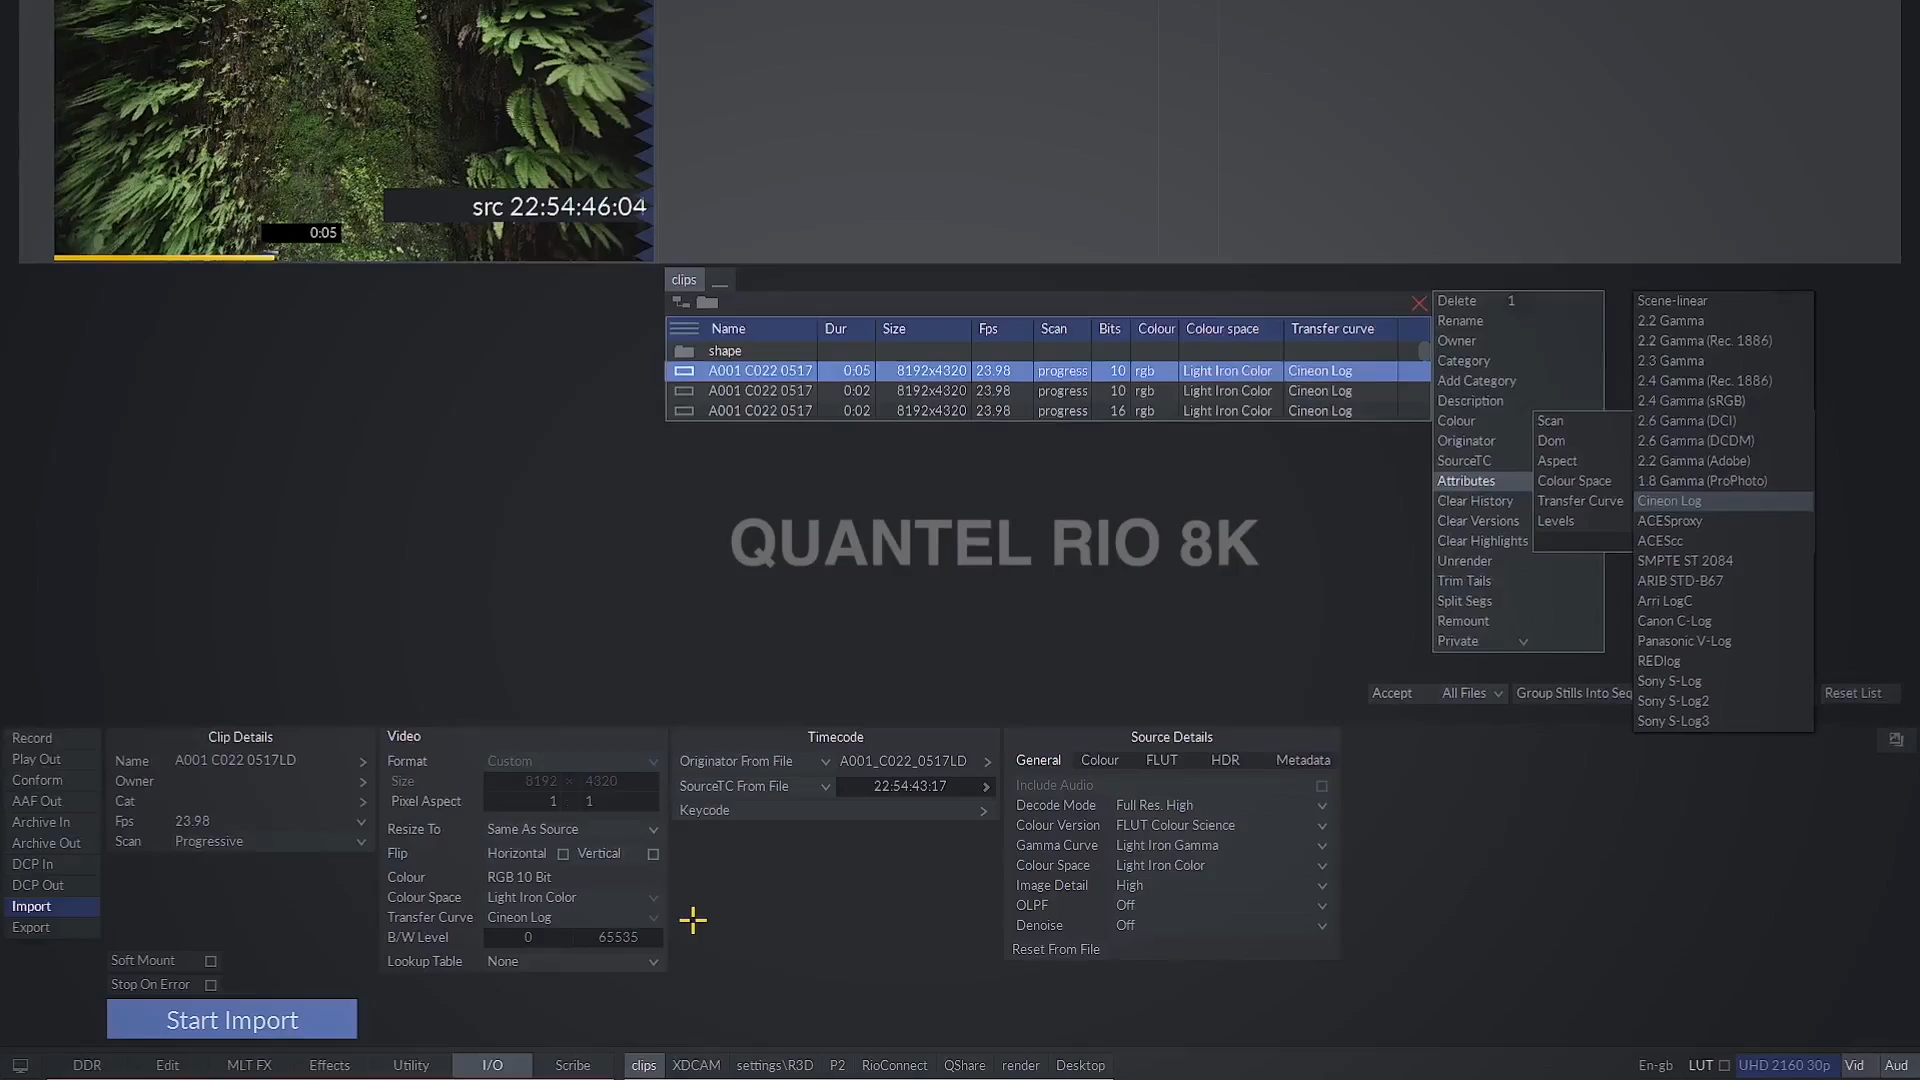 src 22:54:46:04
0:05
clips
Name Dur Size Fps Scan Bits Colour Colour space Transfer curve
shape
A001 C022 0517 0:05 8192x4320 23.98 progress 10 rgb Light Iron Color Cineon Log
A001 C022 0517 0:02 8192x4320 23.98 progress 10 rgb Light Iron Color Cineon Log
A001 C022 0517 0:02 8192x4320 23.98 progress 16 rgb Light Iron Color Cineon Log
Delete 1
Rename
Owner
Category
Add Category
Description
Colour
Originator
SourceTC
Attributes
Clear History
Clear Versions
Clear Highlights
Unrender
Trim Tails
Split Segs
Remount
Private
Scan
Dom
Aspect
Colour Space
Transfer Curve
Levels
Scene-linear
2.2 Gamma
2.2 Gamma (Rec. 1886)
2.3 Gamma
2.4 Gamma (Rec. 1886)
2.4 Gamma (sRGB)
2.6 Gamma (DCI)
2.6 Gamma (DCDM)
2.2 Gamma (Adobe)
1.8 Gamma (ProPhoto)
Cineon Log
ACESproxy
ACEScc
SMPTE ST 2084
ARIB STD-B67
Arri LogC
Canon C-Log
Panasonic V-Log
REDlog
Sony S-Log
Sony S-Log2
Sony S-Log3
QUANTEL RIO 8K
Accept All Files Group Stills Into Seq Reset List
Record
Play Out
Conform
AAF Out
Archive In
Archive Out
DCP In
DCP Out
Import
Export
Clip Details
Name A001 C022 0517LD
Owner
Cat
Fps 23.98
Scan Progressive
Soft Mount
Stop On Error
Start Import
Video
Format Custom
Size 8192 × 4320
Pixel Aspect 1 : 1
Resize To Same As Source
Flip Horizontal Vertical
Colour RGB 10 Bit
Colour Space Light Iron Color
Transfer Curve Cineon Log
B/W Level 0 65535
Lookup Table None
Timecode
Originator From File A001_C022_0517LD
SourceTC From File 22:54:43:17
Keycode
Source Details
General Colour FLUT HDR Metadata
Include Audio
Decode Mode Full Res. High
Colour Version FLUT Colour Science
Gamma Curve Light Iron Gamma
Colour Space Light Iron Color
Image Detail High
OLPF Off
Denoise Off
Reset From File
DDR Edit MLT FX Effects Utility I/O Scribe clips XDCAM settings\R3D P2 RioConnect QShare render Desktop En-gb LUT UHD 2160 30p Vid Aud